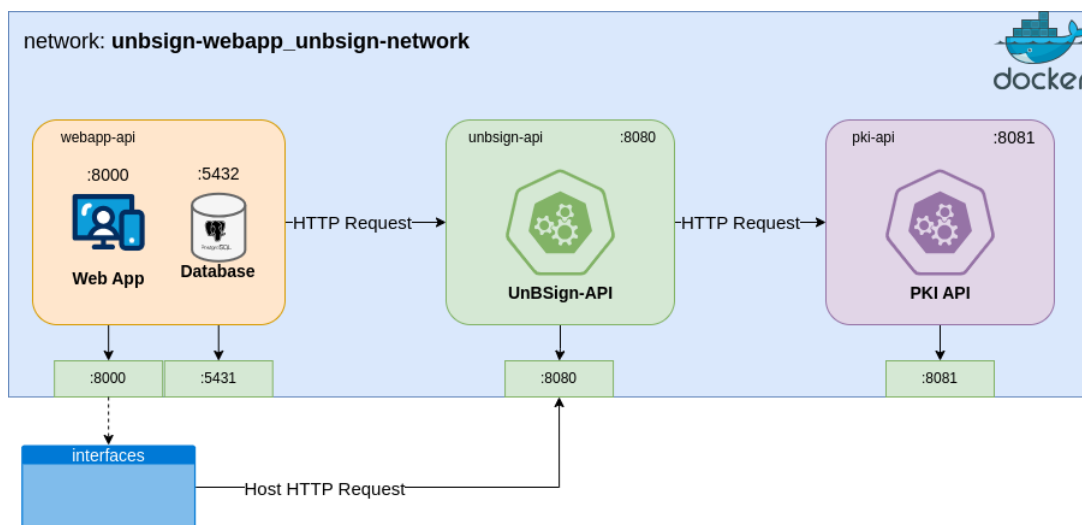 network: unbsign-webapp_unbsign-network
docker
webapp-api
:8000
:5432
Web App
Database
PostgreSQL
HTTP Request
unbsign-api
:8080
UnBSign-API
HTTP Request
pki-api
:8081
PKI API
:8000
:5431
:8080
:8081
interfaces
Host HTTP Request